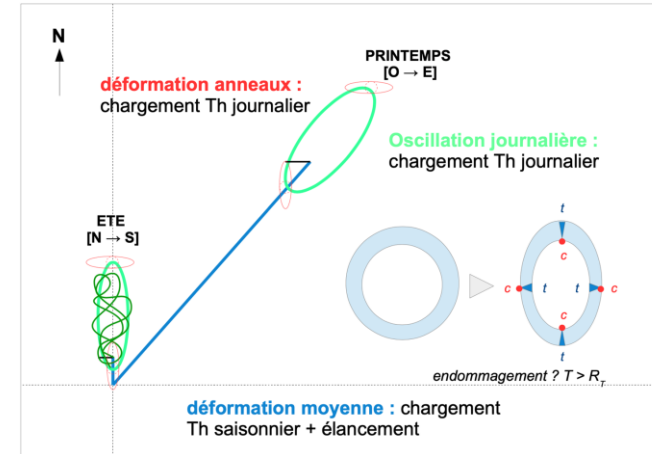 N
PRINTEMPS
[O → E]
déformation anneaux :
chargement Th journalier
Oscillation journalière :
chargement Th journalier
ETE
[N → S]
t
c
c t t c
c
t
endommagement ? T > R_T
déformation moyenne : chargement
Th saisonnier + élancement